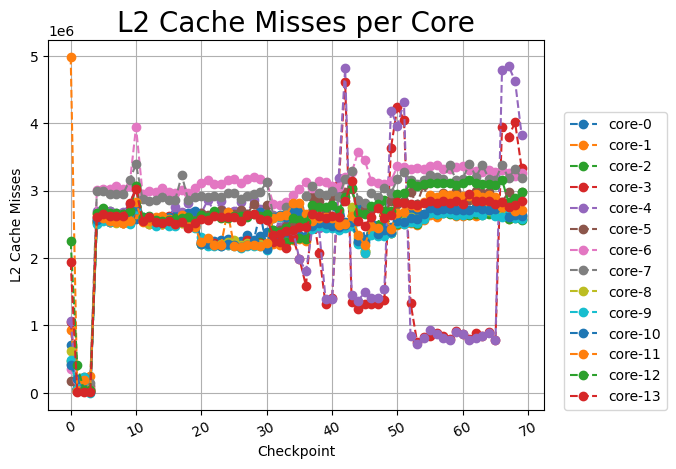 L2 Cache Misses per Core
1e6
5
4
3
2
1
0
L2 Cache Misses
0
10
20
30
40
50
60
70
Checkpoint
core-0
core-1
core-2
core-3
core-4
core-5
core-6
core-7
core-8
core-9
core-10
core-11
core-12
core-13